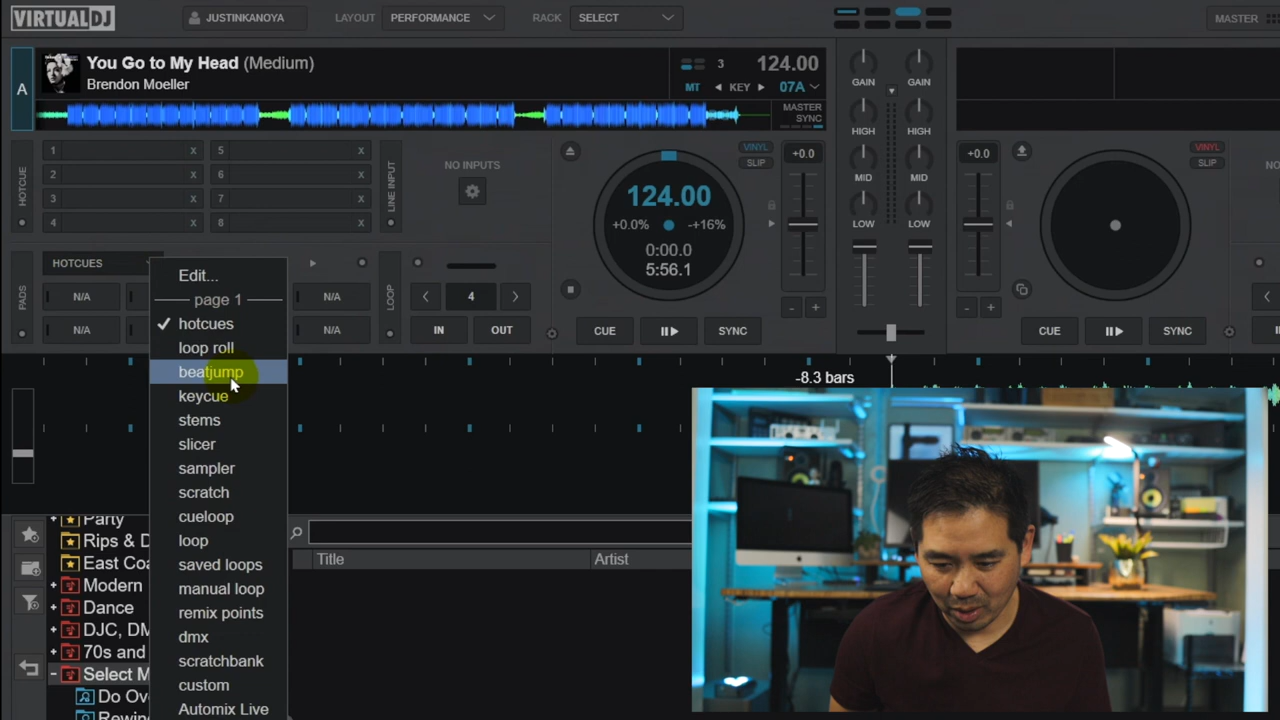 VIRTUALDJ
JUSTINKANOYA
LAYOUT
PERFORMANCE
RACK
SELECT
MASTER
A
You Go to My Head (Medium)
Brendon Moeller
3
124.00
MT
KEY
07A
MASTER SYNC
GAIN
GAIN
HIGH
HIGH
MID
MID
LOW
LOW
HOTCUE
1 x
5 x
2 x
6 x
3 x
7 x
4 x
8 x
LINE INPUT
NO INPUTS
VINYL
SLIP
+0.0
124.00
+0.0%
-+16%
0:00.0
5:56.1
- +
+0.0
VINYL
SLIP
NO
- +
PADS
HOTCUES
N/A
N/A
N/A
N/A
LOOP
4
IN
OUT
CUE
SYNC
CUE
SYNC
IN
-8.3 bars
Edit...
page 1
hotcues
loop roll
beatjump
keycue
stems
slicer
sampler
scratch
cueloop
loop
saved loops
manual loop
remix points
dmx
scratchbank
custom
Automix Live
Party
Rips & D
East Coa
Modern
Dance
DJC, DM
70s and
Select M
Do Ove
Rewin
Title
Artist